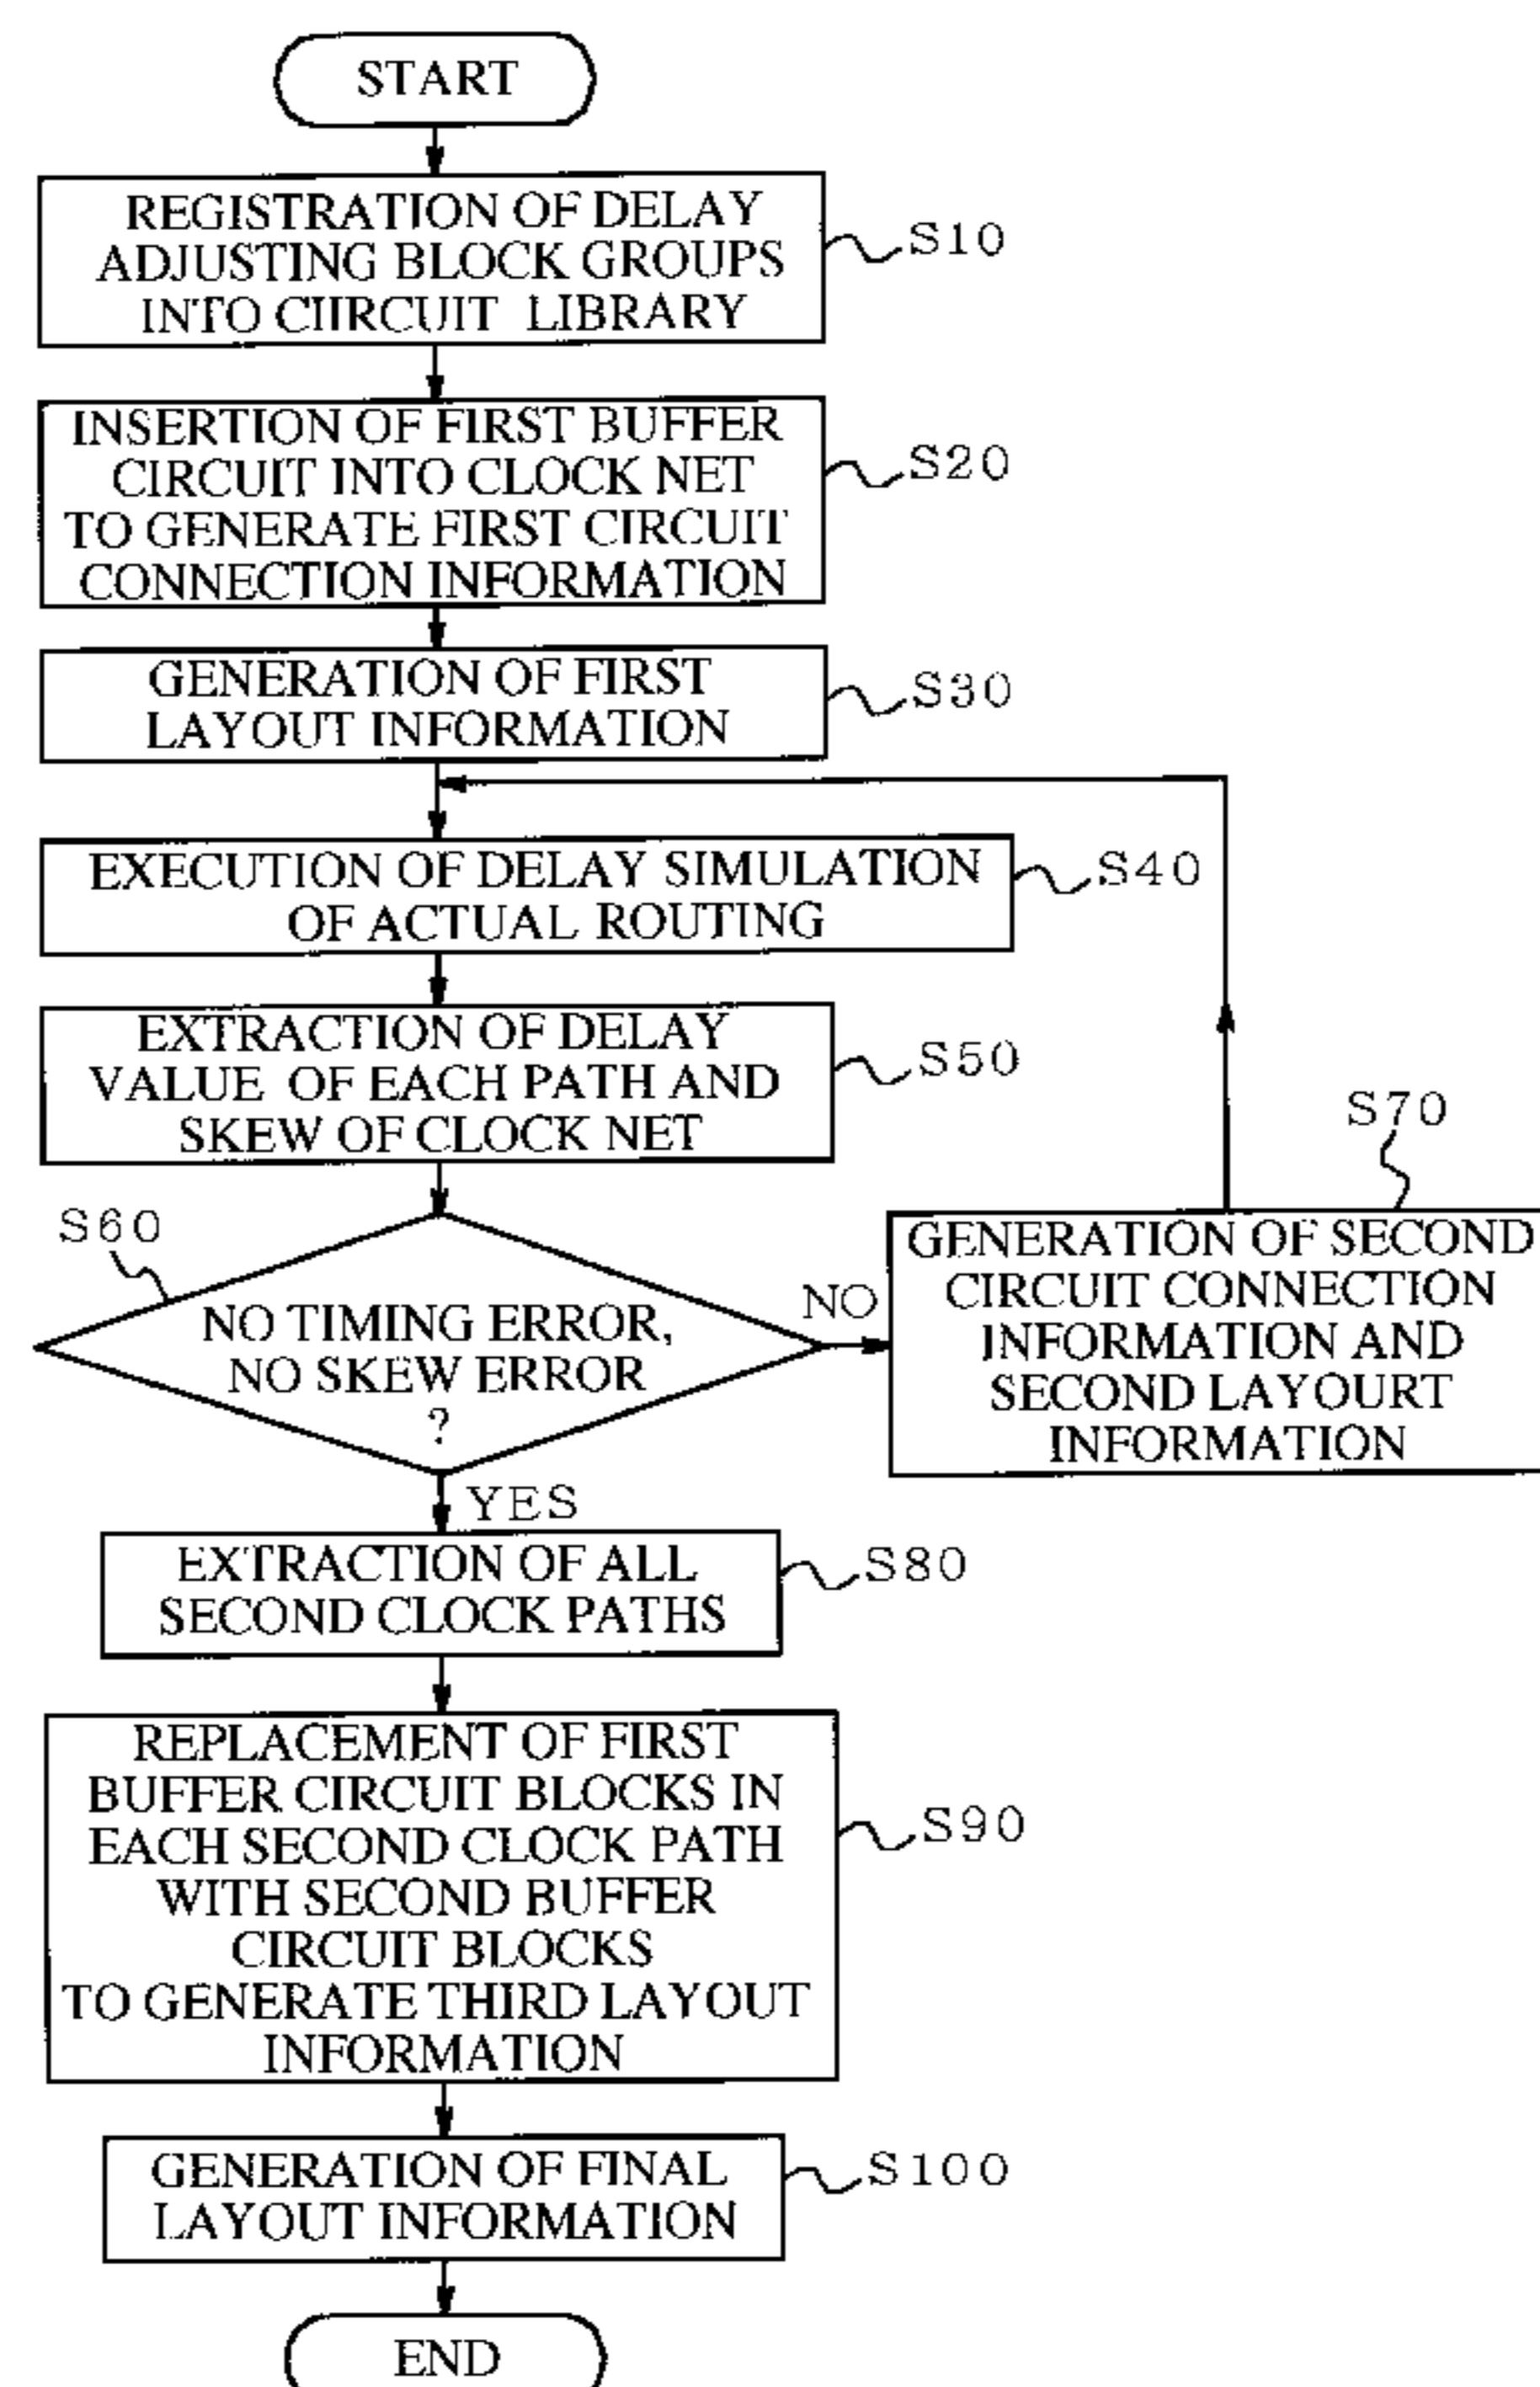 START
REGISTRATION OF DELAY
ADJUSTING BLOCK GROUPS
INTO CIIRCUIT LIBRARY
S10
INSERTION OF FIRST BUFFER
CIRCUIT INTO CLOCK NET
TO GENERATE FIRST CIRCUIT
CONNECTION INFORMATION
S20
GENERATION OF FIRST
LAYOUT INFORMATION
S30
EXECUTION OF DELAY SIMULATION
OF ACTUAL ROUTING
S40
EXTRACTION OF DELAY
VALUE OF EACH PATH AND
SKEW OF CLOCK NET
S50
S60
NO TIMING ERROR,
NO SKEW ERROR
?
NO
S70
GENERATION OF SECOND
CIRCUIT CONNECTION
INFORMATION AND
SECOND LAYOURT
INFORMATION
YES
EXTRACTION OF ALL
SECOND CLOCK PATHS
S80
REPLACEMENT OF FIRST
BUFFER CIRCUIT BLOCKS IN
EACH SECOND CLOCK PATH
WITH SECOND BUFFER
CIRCUIT BLOCKS
TO GENERATE THIRD LAYOUT
INFORMATION
S90
GENERATION OF FINAL
LAYOUT INFORMATION
S100
END